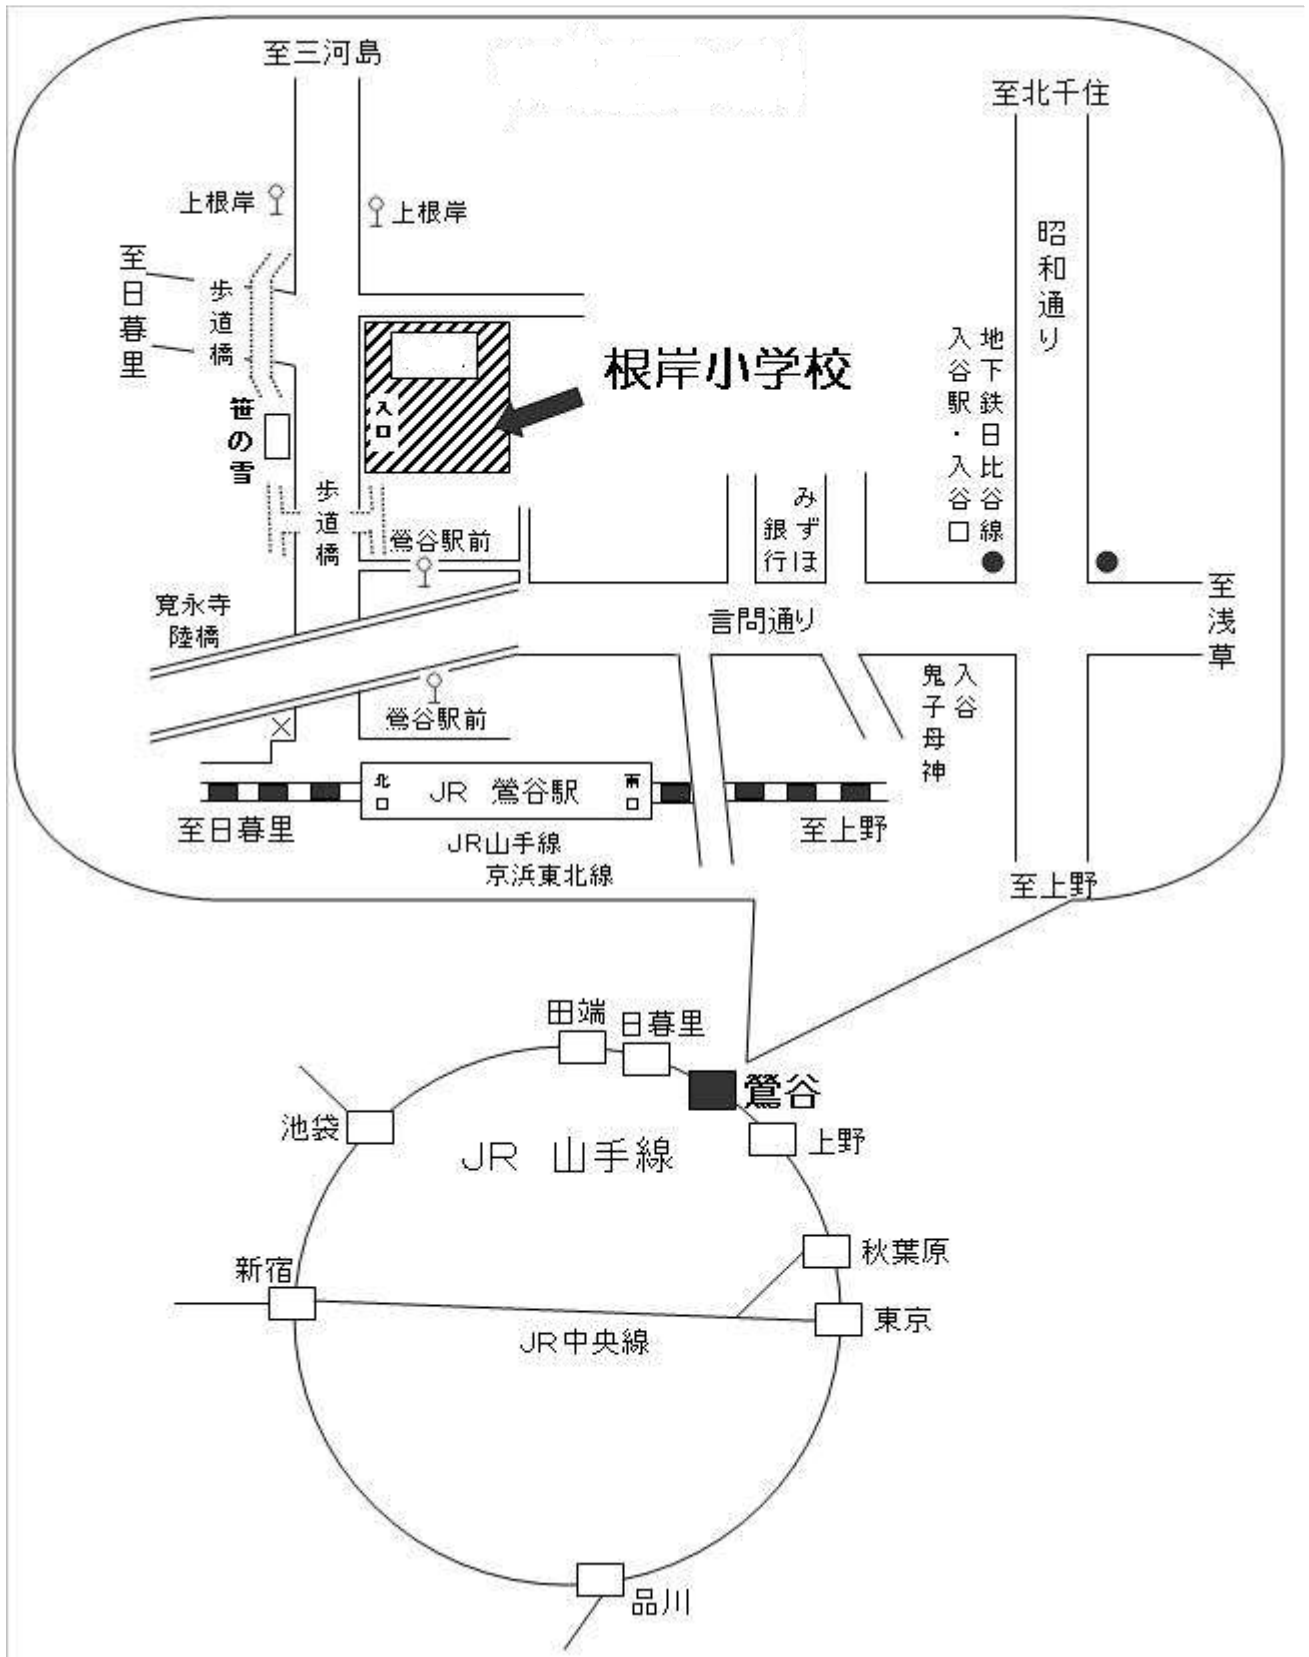 至三河島
至北千住
上根岸
上根岸
昭和通り
至日暮里
歩道橋
根岸小学校
地下鉄日比谷線
入谷駅・入谷口
入口
笹の雪
歩道橋
みずほ
銀行
鶯谷駅前
寛永寺
陸橋
言問通り
至浅草
入谷
鬼子母神
鶯谷駅前
北口
JR 鶯谷駅
南口
至日暮里
JR山手線
京浜東北線
至上野
至上野
田端
日暮里
鶯谷
池袋
JR 山手線
上野
新宿
秋葉原
JR中央線
東京
品川